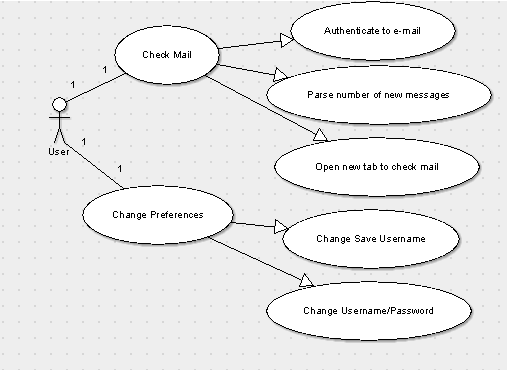 Authenticate to e-mail
Check Mail
1
1
Parse number of new messages
User
1
1
Open new tab to check mail
Change Preferences
Change Save Username
Change Username/Password